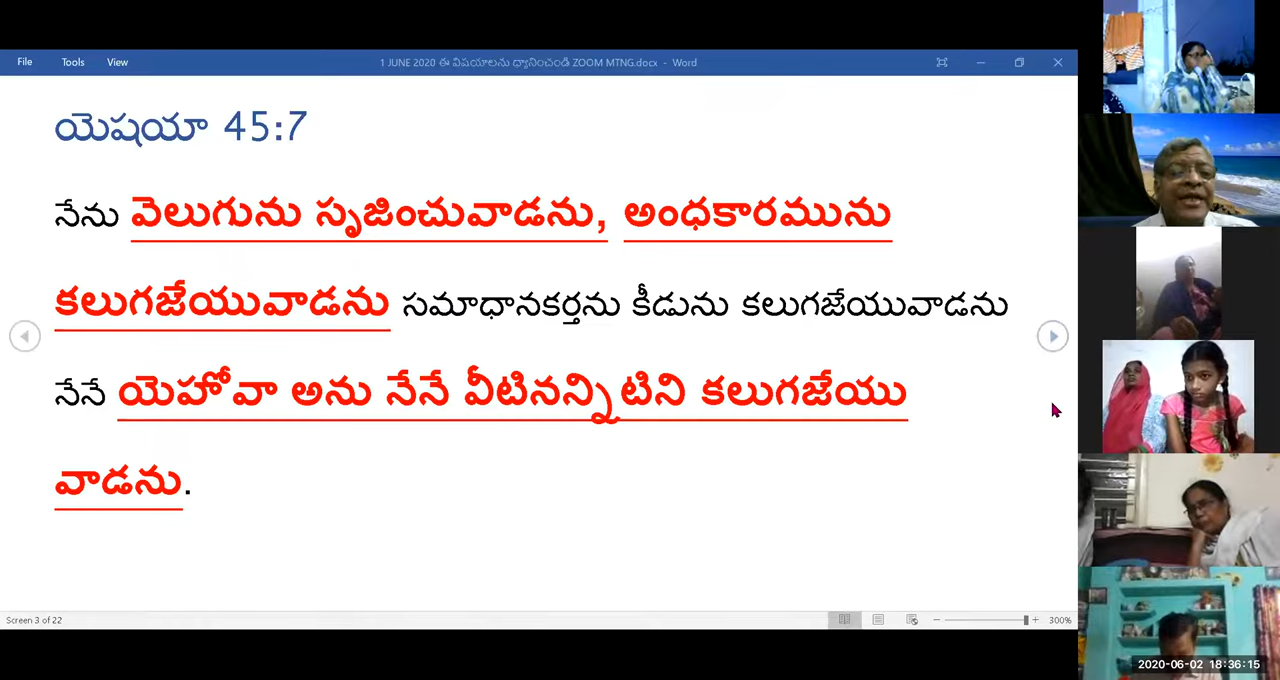 File Tools View 1 JUNE 2020 ఈ విషయాలను ధ్యానించండి ZOOM MTNG.docx - Word
యెషయా 45:7
నేను వెలుగును సృజించువాడను, అంధకారమును
కలుగజేయువాడను సమాధానకర్తను కీడును కలుగజేయువాడను
నేనే యెహోవా అను నేనే వీటినన్నిటిని కలుగజేయు
వాడను.
Screen 3 of 22 300%
2020-06-02 18:36:15